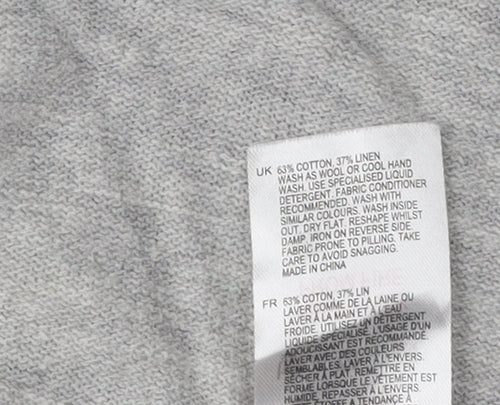 UK 63% COTTON, 37% LINEN
WASH AS WOOL OR COOL HAND
WASH. USE SPECIALISED LIQUID
DETERGENT. FABRIC CONDITIONER
RECOMMENDED. WASH WITH
SIMILAR COLOURS. WASH INSIDE
OUT. DRY FLAT. RESHAPE WHILST
DAMP. IRON ON REVERSE SIDE.
FABRIC PRONE TO PILLING. TAKE
CARE TO AVOID SNAGGING.
MADE IN CHINA
FR 63% COTON, 37% LIN
LAVER COMME DE LA LAINE OU
LAVER À LA MAIN ET À L'EAU
FROIDE. UTILISEZ UN DÉTERGENT
LIQUIDE SPÉCIALISÉ. L'USAGE D'UN
ADOUCISSANT EST RECOMMANDÉ.
LAVER AVEC DES COULEURS
SEMBLABLES. LAVER À L'ENVERS.
SÉCHER À PLAT. REMETTRE EN
FORME LORSQUE LE VÊTEMENT EST
HUMIDE. REPASSER À L'ENVERS.
ÉTOFFE A TENDANCE À